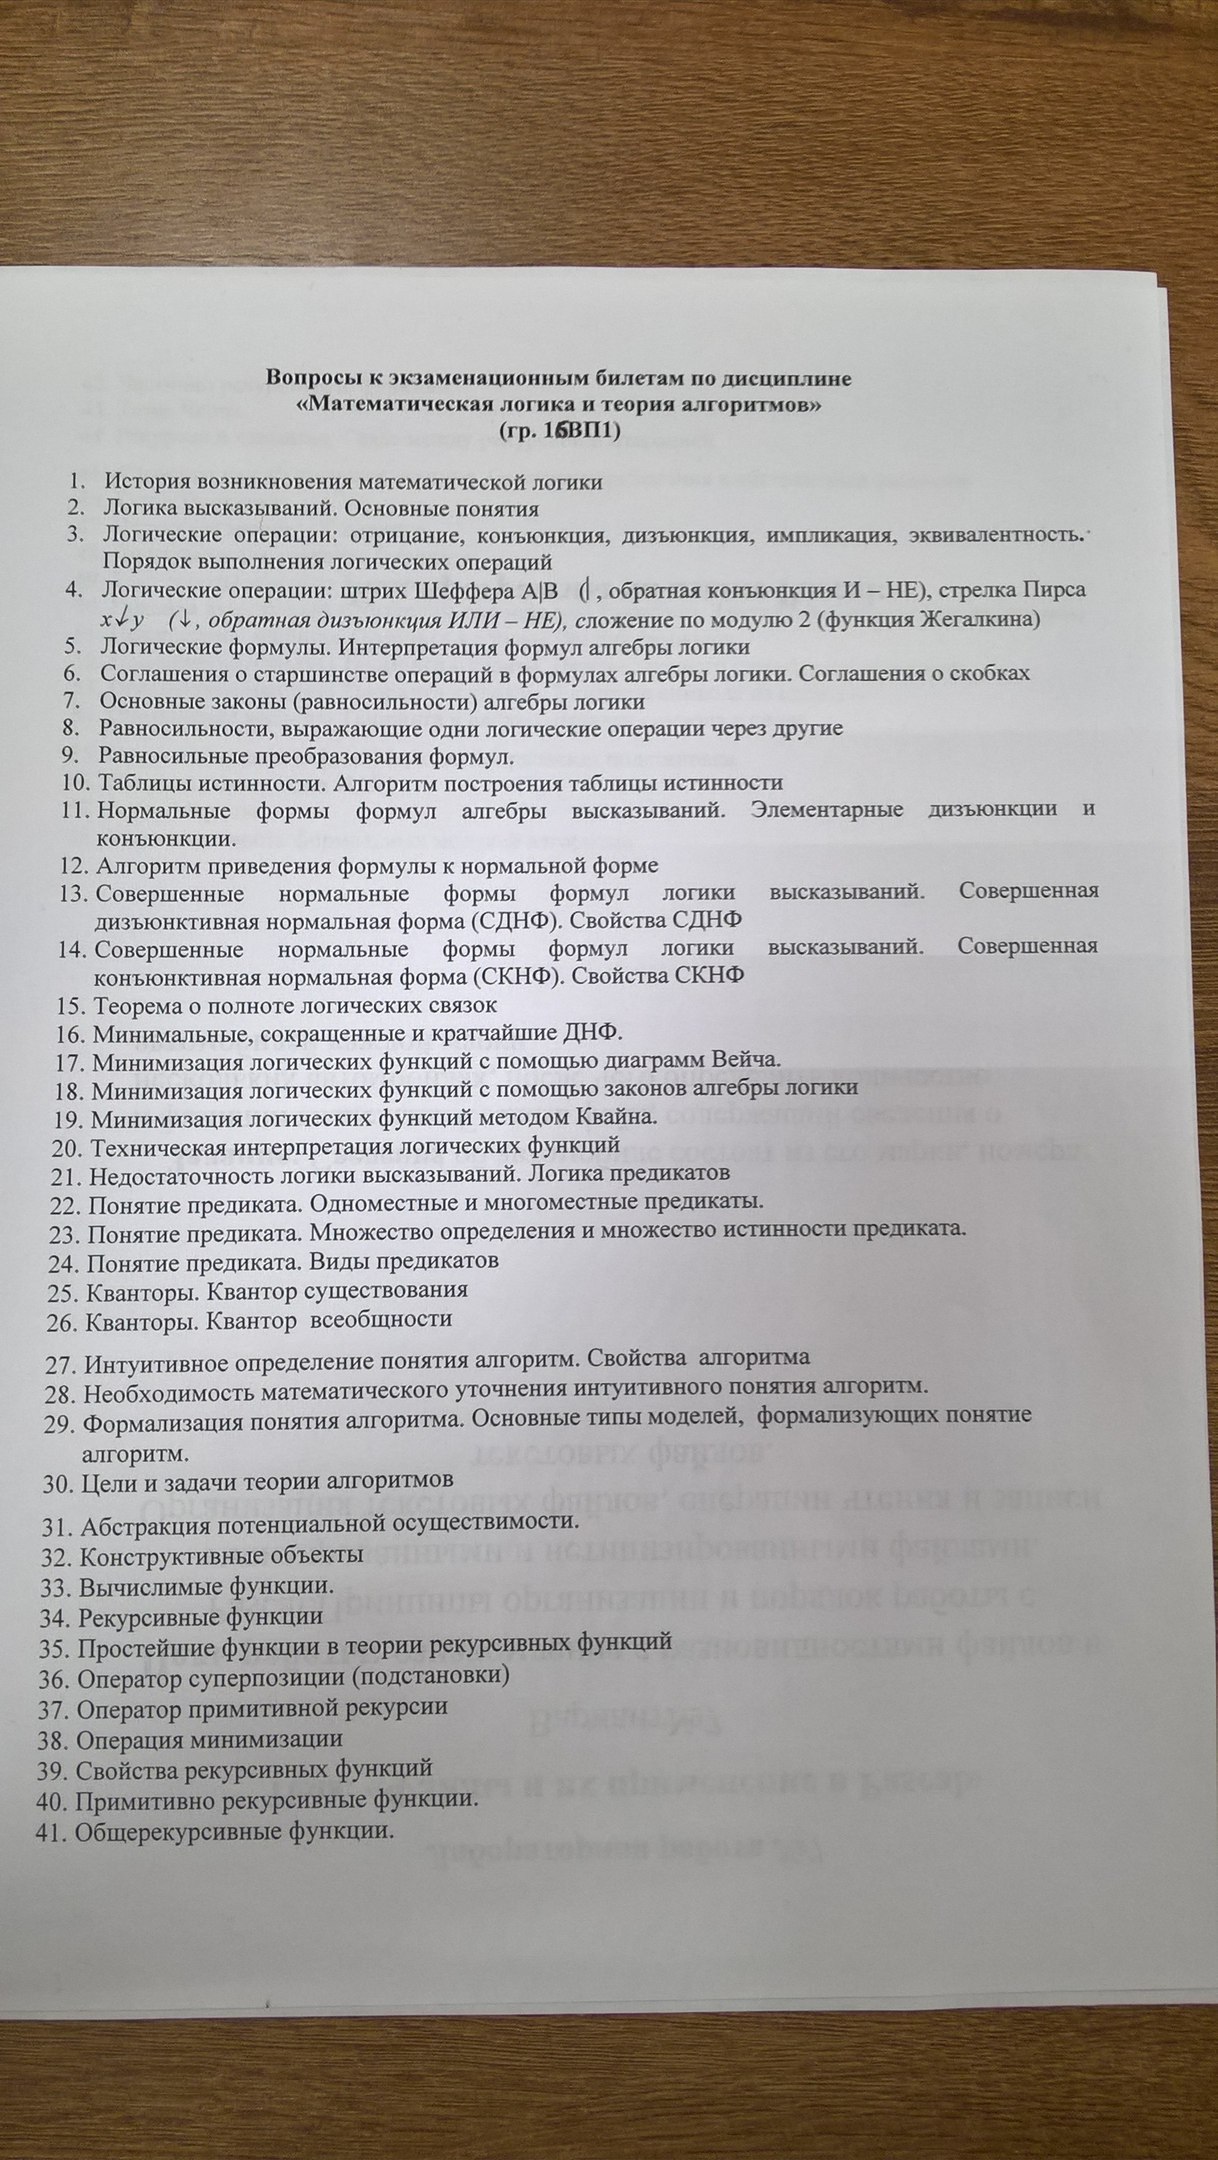 Вопросы к экзаменационным билетам по дисциплине
«Математическая логика и теория алгоритмов»
(гр. 16ВП1)
1. История возникновения математической логики
2. Логика высказываний. Основные понятия
3. Логические операции: отрицание, конъюнкция, дизъюнкция, импликация, эквивалентность.
Порядок выполнения логических операций
4. Логические операции: штрих Шеффера А|В (| , обратная конъюнкция И – НЕ), стрелка Пирса
x↓y (↓, обратная дизъюнкция ИЛИ – НЕ), сложение по модулю 2 (функция Жегалкина)
5. Логические формулы. Интерпретация формул алгебры логики
6. Соглашения о старшинстве операций в формулах алгебры логики. Соглашения о скобках
7. Основные законы (равносильности) алгебры логики
8. Равносильности, выражающие одни логические операции через другие
9. Равносильные преобразования формул.
10. Таблицы истинности. Алгоритм построения таблицы истинности
11. Нормальные формы формул алгебры высказываний. Элементарные дизъюнкции и
конъюнкции.
12. Алгоритм приведения формулы к нормальной форме
13. Совершенные нормальные формы формул логики высказываний. Совершенная
дизъюнктивная нормальная форма (СДНФ). Свойства СДНФ
14. Совершенные нормальные формы формул логики высказываний. Совершенная
конъюнктивная нормальная форма (СКНФ). Свойства СКНФ
15. Теорема о полноте логических связок
16. Минимальные, сокращенные и кратчайшие ДНФ.
17. Минимизация логических функций с помощью диаграмм Вейча.
18. Минимизация логических функций с помощью законов алгебры логики
19. Минимизация логических функций методом Квайна.
20. Техническая интерпретация логических функций
21. Недостаточность логики высказываний. Логика предикатов
22. Понятие предиката. Одноместные и многоместные предикаты.
23. Понятие предиката. Множество определения и множество истинности предиката.
24. Понятие предиката. Виды предикатов
25. Кванторы. Квантор существования
26. Кванторы. Квантор всеобщности
27. Интуитивное определение понятия алгоритм. Свойства алгоритма
28. Необходимость математического уточнения интуитивного понятия алгоритм.
29. Формализация понятия алгоритма. Основные типы моделей, формализующих понятие
алгоритм.
30. Цели и задачи теории алгоритмов
31. Абстракция потенциальной осуществимости.
32. Конструктивные объекты
33. Вычислимые функции.
34. Рекурсивные функции
35. Простейшие функции в теории рекурсивных функций
36. Оператор суперпозиции (подстановки)
37. Оператор примитивной рекурсии
38. Операция минимизации
39. Свойства рекурсивных функций
40. Примитивно рекурсивные функции.
41. Общерекурсивные функции.